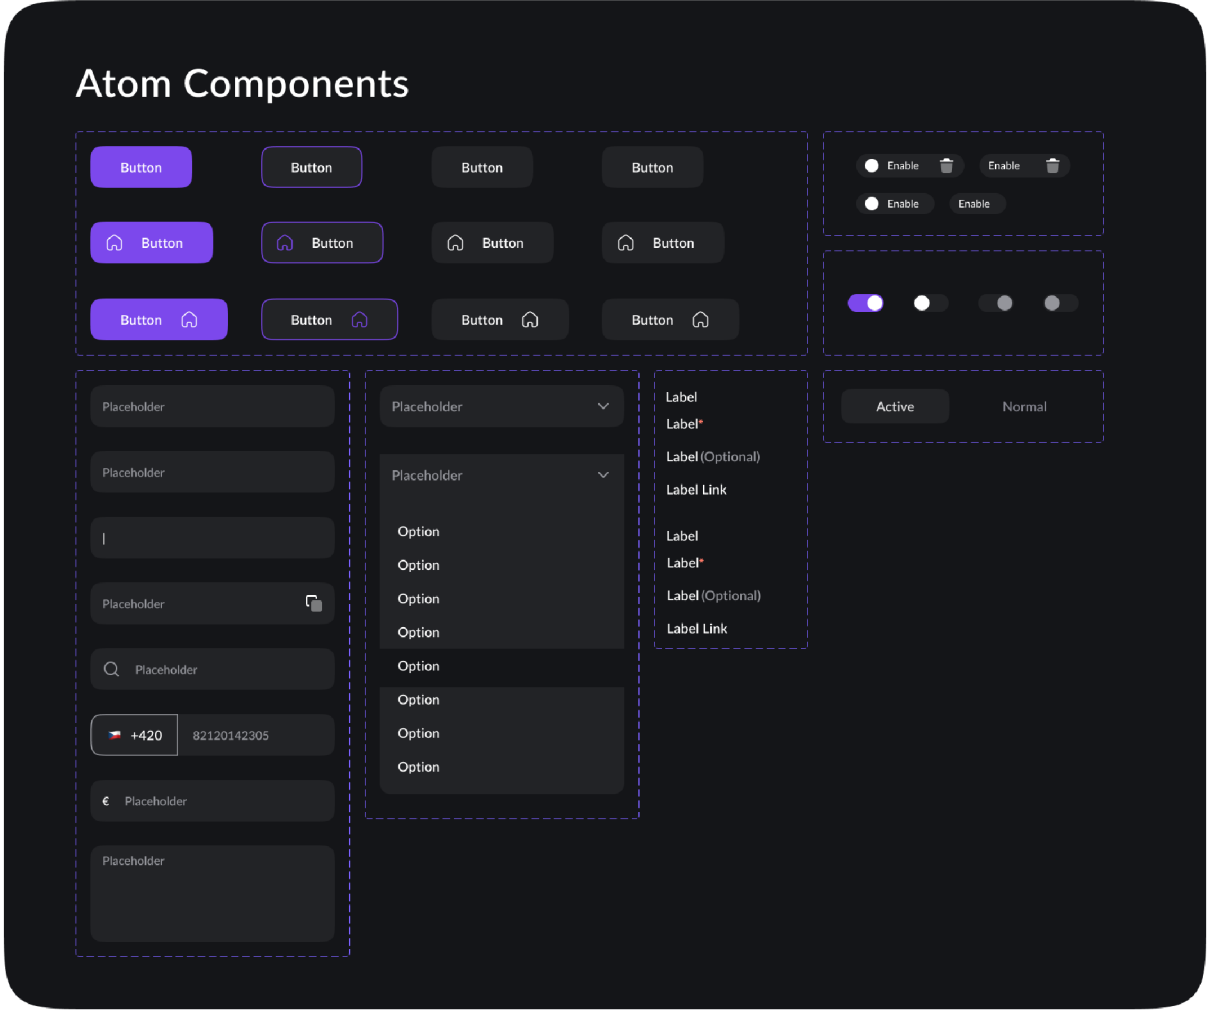 Atom Components
Button Button Button Button
Button Button Button Button
Button Button Button Button
Enable Enable
Enable Enable
Active Normal
Placeholder
Placeholder
|
Placeholder
Placeholder
+420 82120142305
€ Placeholder
Placeholder
Placeholder
Placeholder
Option
Option
Option
Option
Option
Option
Option
Option
Label
Label*
Label (Optional)
Label Link
Label
Label*
Label (Optional)
Label Link